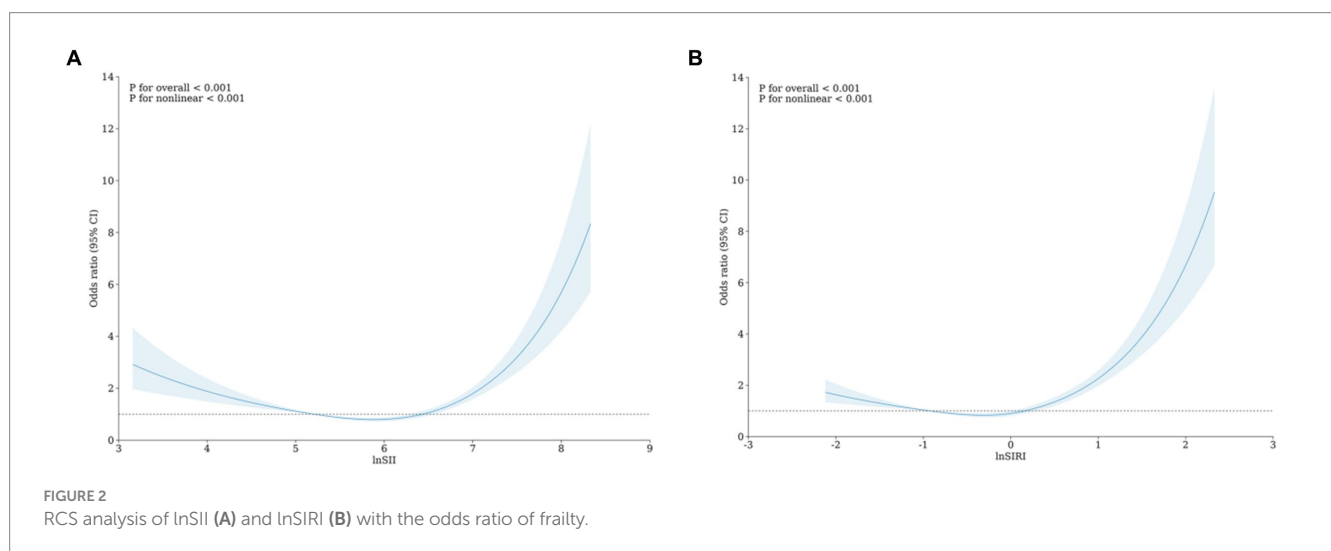 A
P for overall < 0.001
P for nonlinear < 0.001
14
12
10
8
6
4
2
0
Odds ratio (95% CI)
3 4 5 6 7 8 9
lnSII
B
P for overall < 0.001
P for nonlinear < 0.001
14
12
10
8
6
4
2
0
Odds ratio (95% CI)
-3 -2 -1 0 1 2 3
lnSIRI
FIGURE 2
RCS analysis of lnSII (A) and lnSIRI (B) with the odds ratio of frailty.